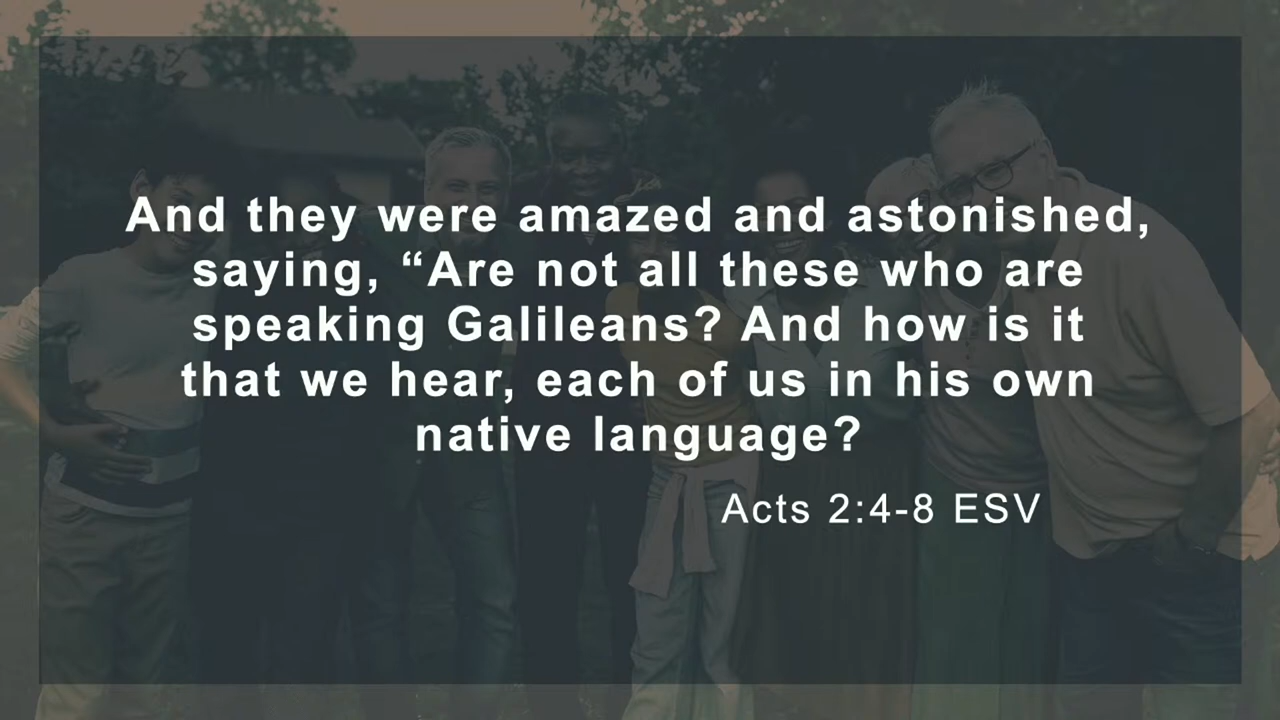 And they were amazed and astonished,
saying, “Are not all these who are
speaking Galileans? And how is it
that we hear, each of us in his own
native language?
Acts 2:4-8 ESV